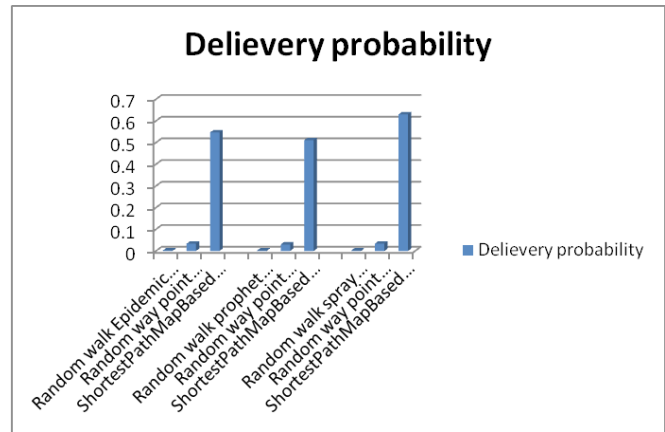 Delievery probability
0.7
0.6
0.5
0.4
0.3
0.2
0.1
0
Random walk Epidemic...
Random way point...
ShortestPathMapBased...
Random walk prophet...
Random way point...
ShortestPathMapBased...
Random walk spray...
Random way point...
ShortestPathMapBased...
Delievery probability